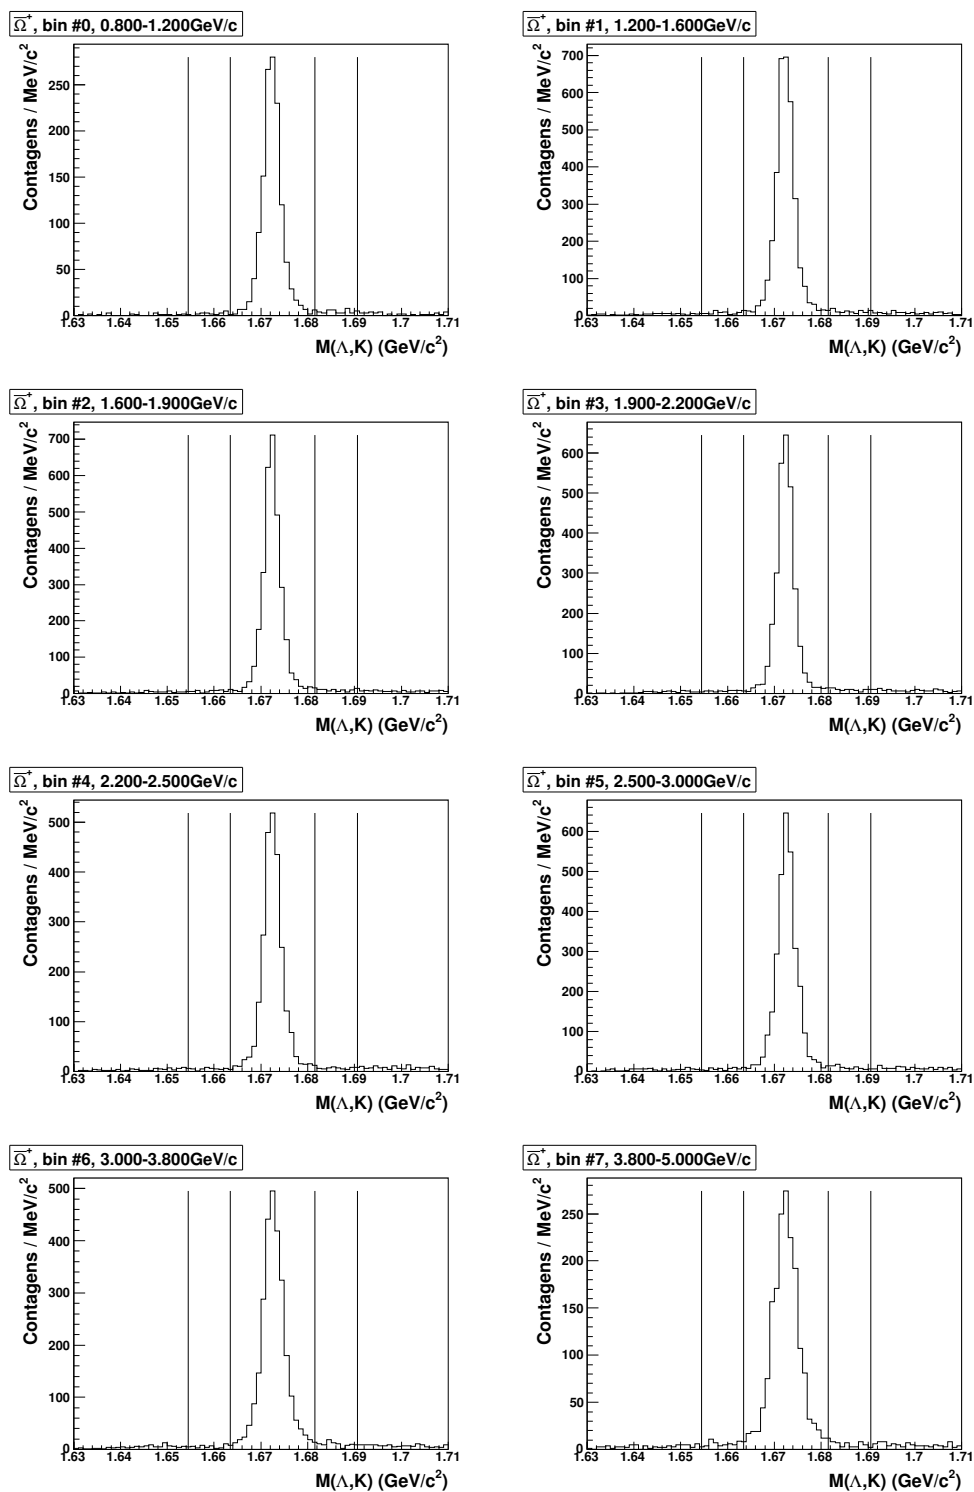 Ω̅⁺, bin #0, 0.800-1.200GeV/c
Contagens / MeV/c²
250
200
150
100
50
0
1.63 1.64 1.65 1.66 1.67 1.68 1.69 1.7 1.71
M(Λ,K) (GeV/c²)
Ω̅⁺, bin #1, 1.200-1.600GeV/c
Contagens / MeV/c²
700
600
500
400
300
200
100
0
1.63 1.64 1.65 1.66 1.67 1.68 1.69 1.7 1.71
M(Λ,K) (GeV/c²)
Ω̅⁺, bin #2, 1.600-1.900GeV/c
Contagens / MeV/c²
700
600
500
400
300
200
100
0
1.63 1.64 1.65 1.66 1.67 1.68 1.69 1.7 1.71
M(Λ,K) (GeV/c²)
Ω̅⁺, bin #3, 1.900-2.200GeV/c
Contagens / MeV/c²
600
500
400
300
200
100
0
1.63 1.64 1.65 1.66 1.67 1.68 1.69 1.7 1.71
M(Λ,K) (GeV/c²)
Ω̅⁺, bin #4, 2.200-2.500GeV/c
Contagens / MeV/c²
500
400
300
200
100
0
1.63 1.64 1.65 1.66 1.67 1.68 1.69 1.7 1.71
M(Λ,K) (GeV/c²)
Ω̅⁺, bin #5, 2.500-3.000GeV/c
Contagens / MeV/c²
600
500
400
300
200
100
0
1.63 1.64 1.65 1.66 1.67 1.68 1.69 1.7 1.71
M(Λ,K) (GeV/c²)
Ω̅⁺, bin #6, 3.000-3.800GeV/c
Contagens / MeV/c²
500
400
300
200
100
0
1.63 1.64 1.65 1.66 1.67 1.68 1.69 1.7 1.71
M(Λ,K) (GeV/c²)
Ω̅⁺, bin #7, 3.800-5.000GeV/c
Contagens / MeV/c²
250
200
150
100
50
0
1.63 1.64 1.65 1.66 1.67 1.68 1.69 1.7 1.71
M(Λ,K) (GeV/c²)